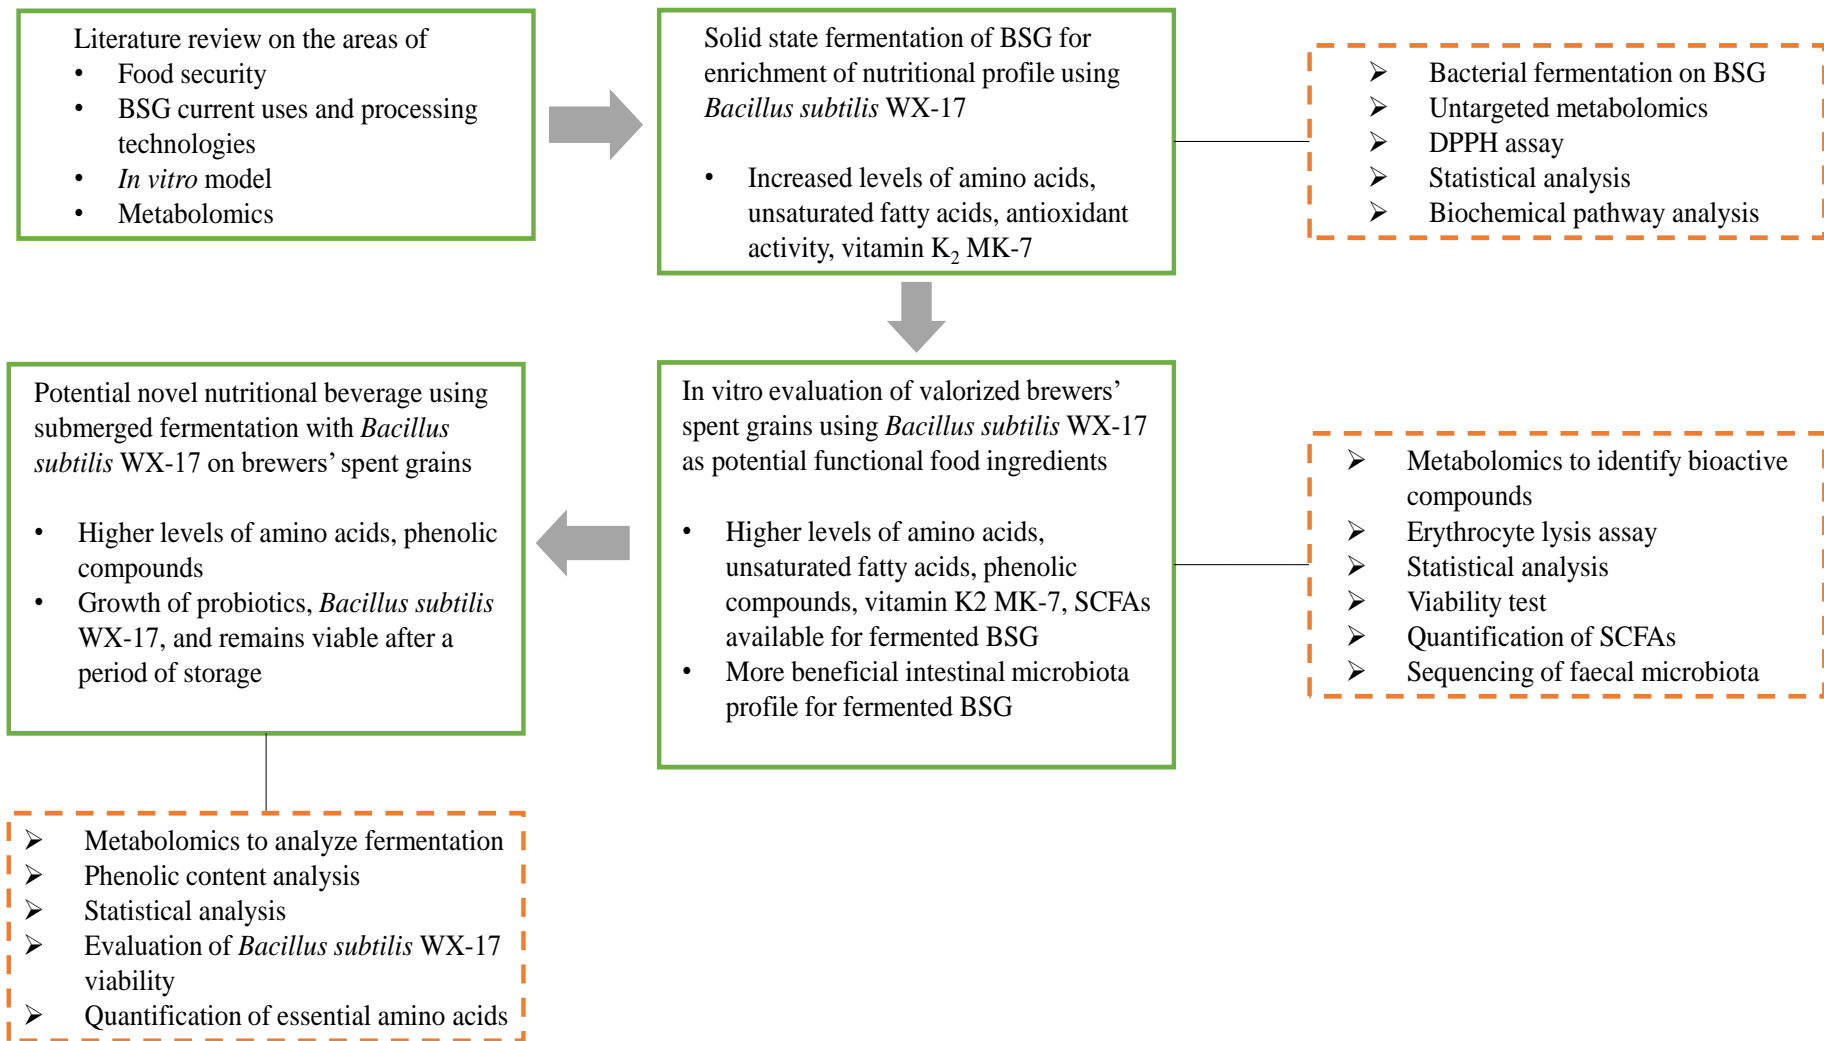 Literature review on the areas of
• Food security
• BSG current uses and processing
technologies
• In vitro model
• Metabolomics
Solid state fermentation of BSG for
enrichment of nutritional profile using
Bacillus subtilis WX-17
• Increased levels of amino acids,
unsaturated fatty acids, antioxidant
activity, vitamin K₂ MK-7
➢ Bacterial fermentation on BSG
➢ Untargeted metabolomics
➢ DPPH assay
➢ Statistical analysis
➢ Biochemical pathway analysis
In vitro evaluation of valorized brewers’
spent grains using Bacillus subtilis WX-17
as potential functional food ingredients
• Higher levels of amino acids,
unsaturated fatty acids, phenolic
compounds, vitamin K2 MK-7, SCFAs
available for fermented BSG
• More beneficial intestinal microbiota
profile for fermented BSG
➢ Metabolomics to identify bioactive
compounds
➢ Erythrocyte lysis assay
➢ Statistical analysis
➢ Viability test
➢ Quantification of SCFAs
➢ Sequencing of faecal microbiota
Potential novel nutritional beverage using
submerged fermentation with Bacillus
subtilis WX-17 on brewers’ spent grains
• Higher levels of amino acids, phenolic
compounds
• Growth of probiotics, Bacillus subtilis
WX-17, and remains viable after a
period of storage
➢ Metabolomics to analyze fermentation
➢ Phenolic content analysis
➢ Statistical analysis
➢ Evaluation of Bacillus subtilis WX-17
viability
➢ Quantification of essential amino acids